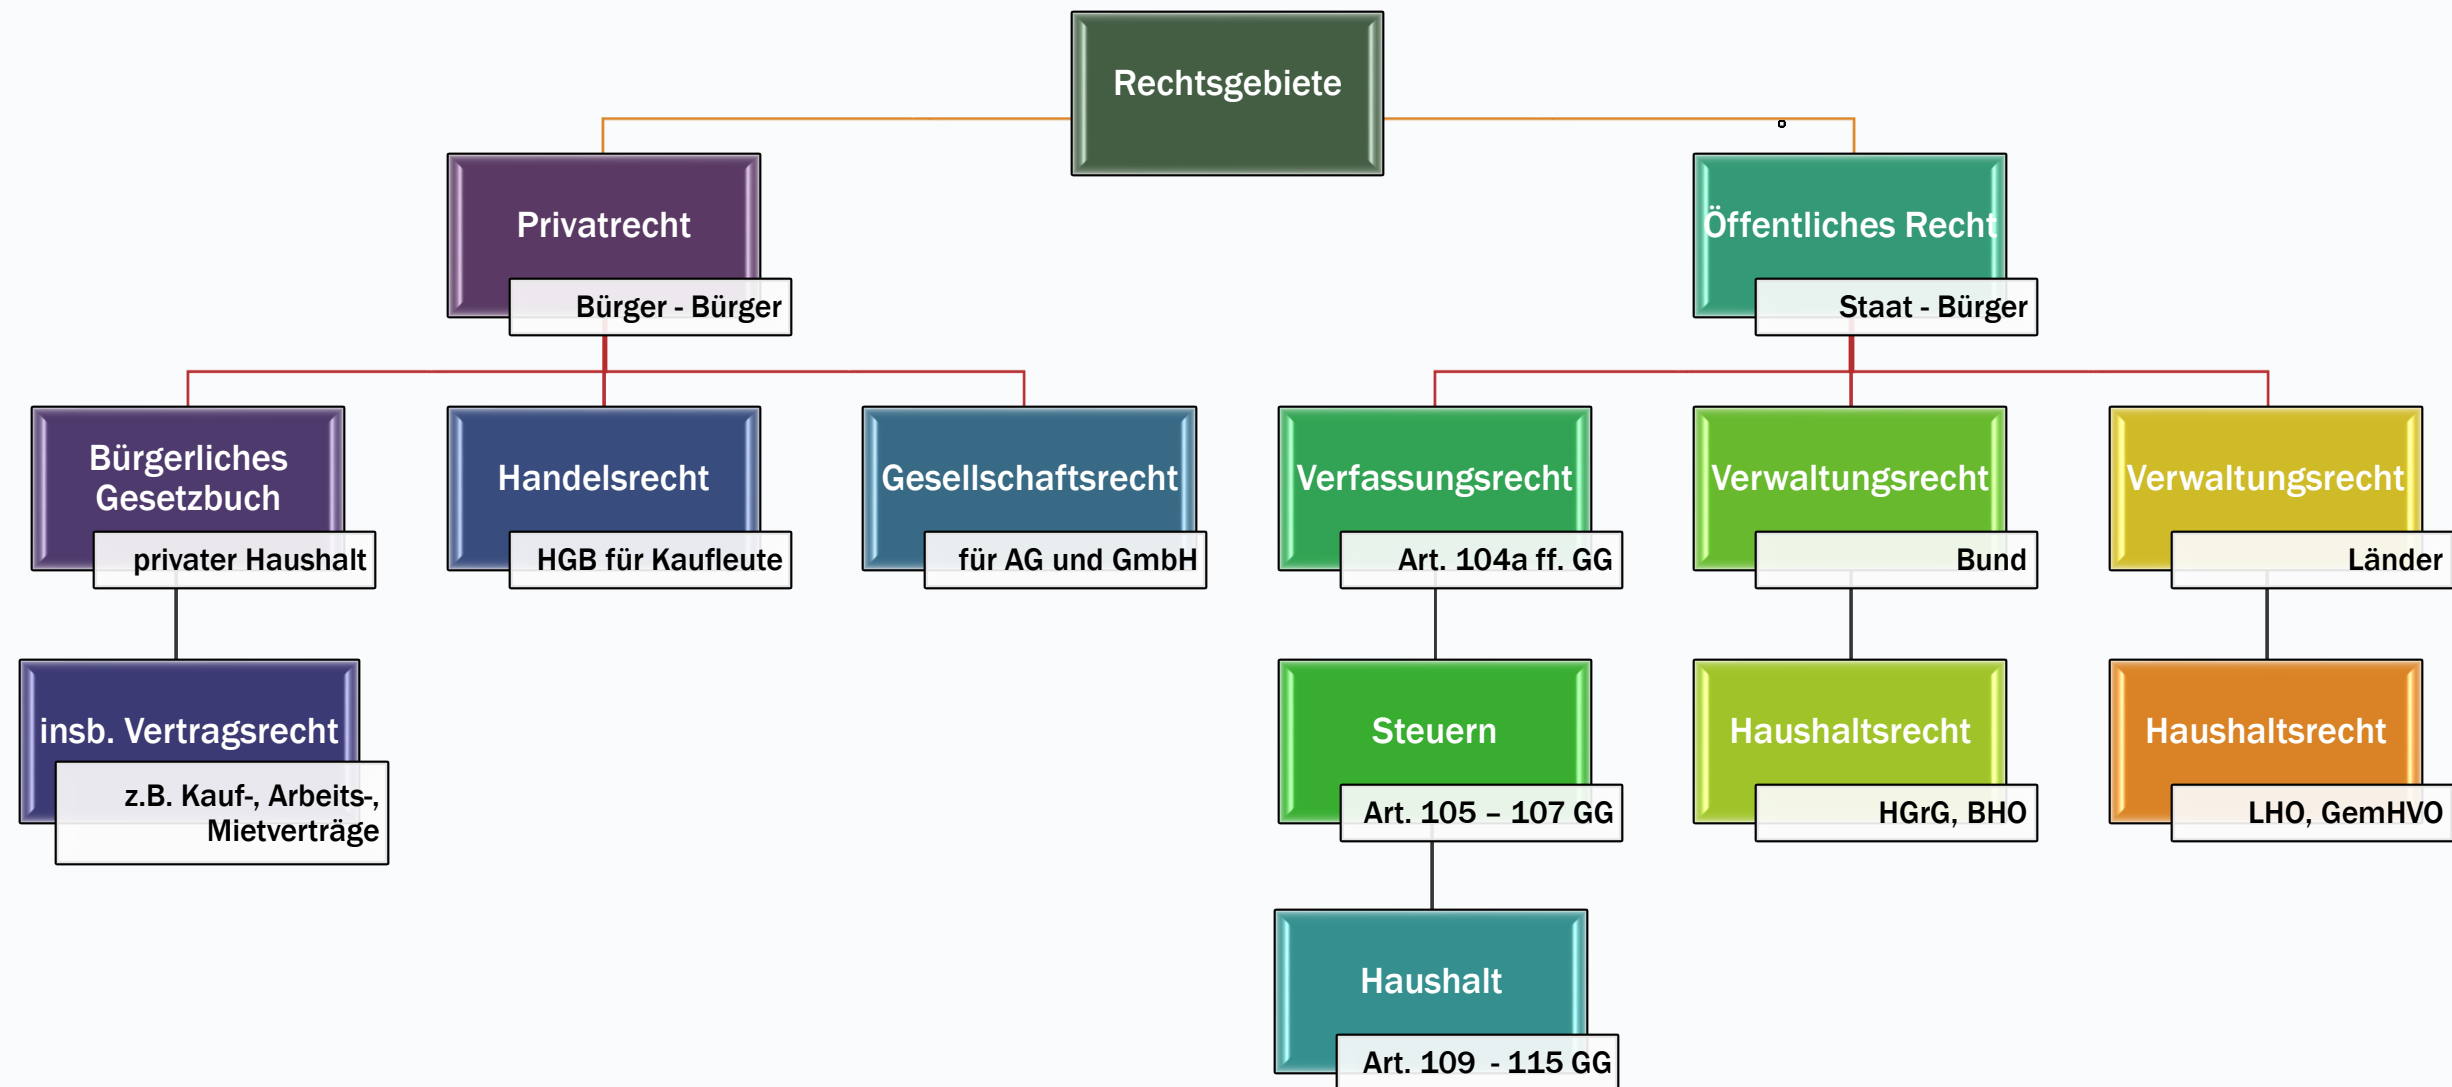 Rechtsgebiete
Privatrecht
Bürger - Bürger
Öffentliches Recht
Staat - Bürger
Bürgerliches
Gesetzbuch
privater Haushalt
Handelsrecht
HGB für Kaufleute
Gesellschaftsrecht
für AG und GmbH
Verfassungsrecht
Art. 104a ff. GG
Verwaltungsrecht
Bund
Verwaltungsrecht
Länder
insb. Vertragsrecht
z.B. Kauf-, Arbeits-,
Mietverträge
Steuern
Art. 105 – 107 GG
Haushaltsrecht
HGrG, BHO
Haushaltsrecht
LHO, GemHVO
Haushalt
Art. 109 - 115 GG